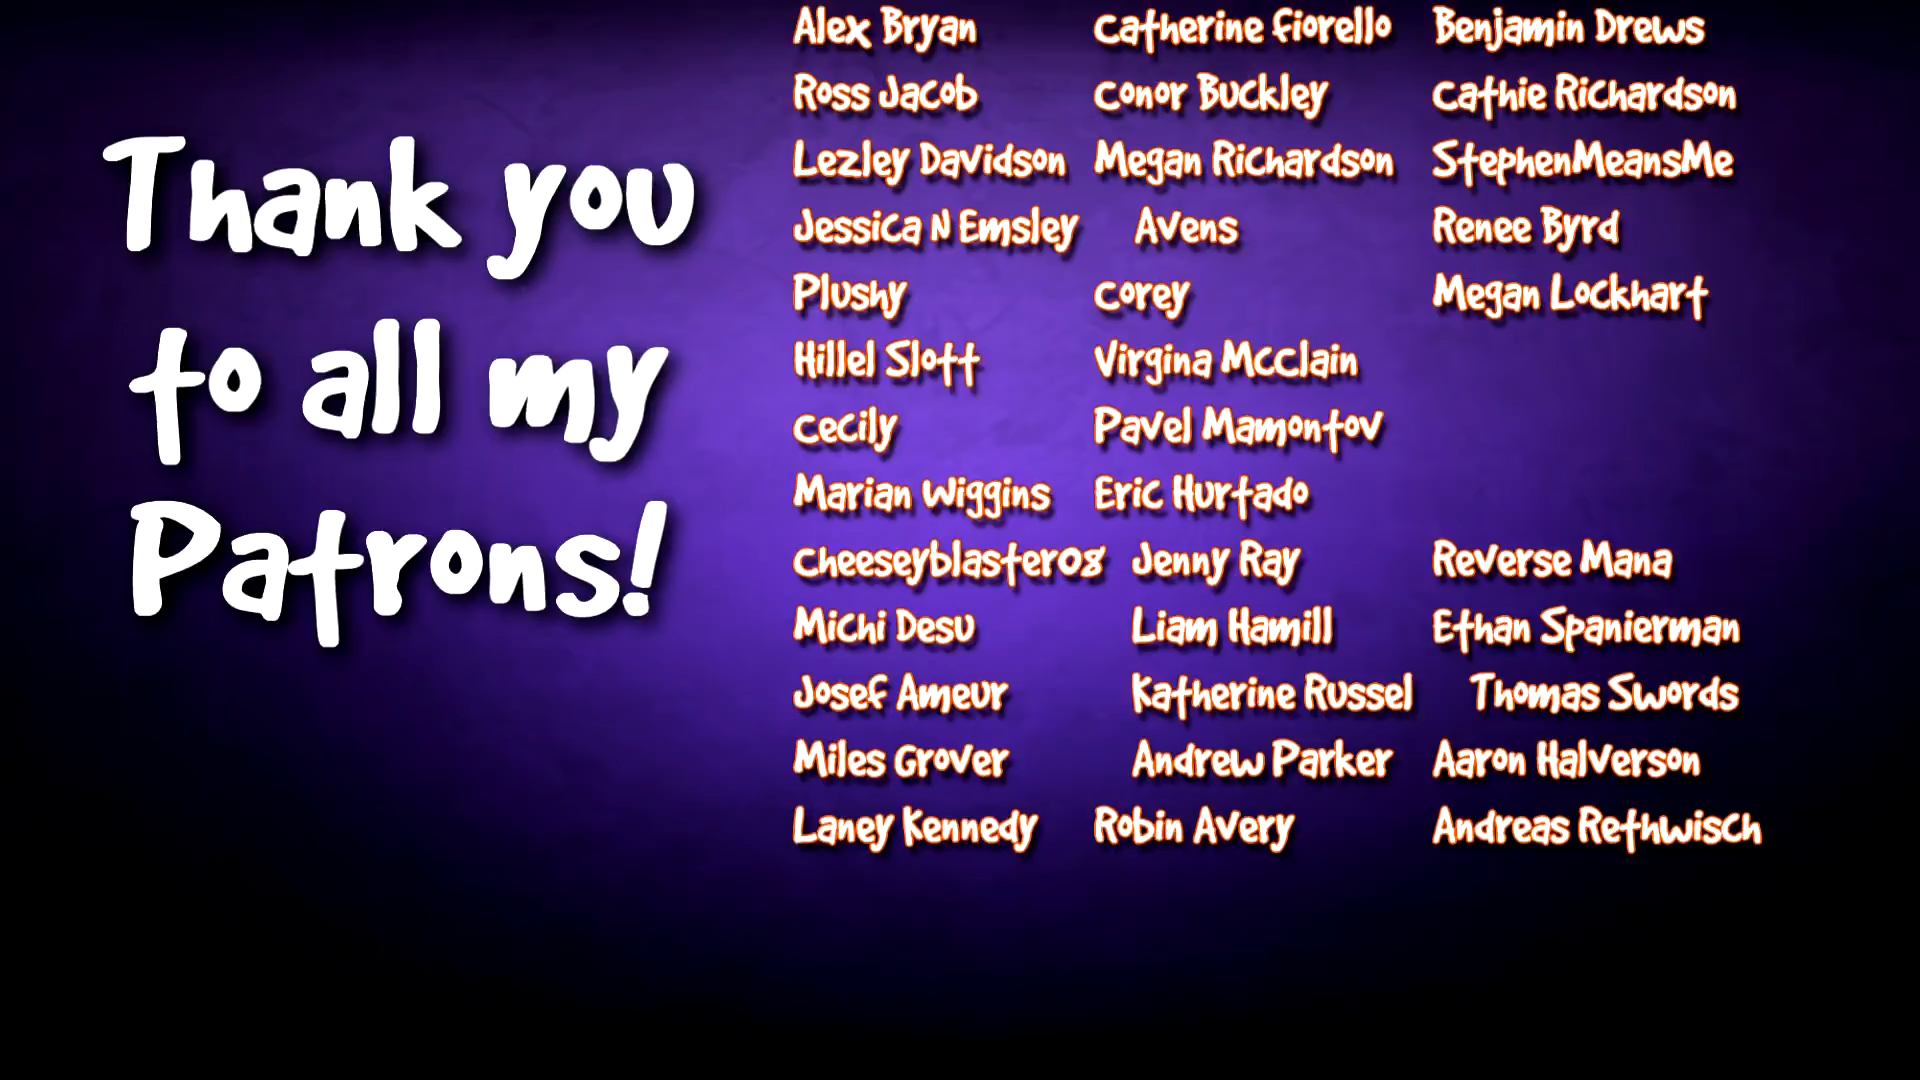 Thank you
to all my
Patrons!
Alex Bryan Catherine Fiorello Benjamin Drews
Ross Jacob Conor Buckley Cathie Richardson
Lezley Davidson Megan Richardson StephenMeansMe
Jessica N Emsley Avens Renee Byrd
Plushy Corey Megan Lockhart
Hillel Slott Virgina McClain
Cecily Pavel Mamontov
Marian Wiggins Eric Hurtado
Cheeseyblaster08 Jenny Ray Reverse Mana
Michi Desu Liam Hamill Ethan Spanierman
Josef Ameur Katherine Russel Thomas Swords
Miles Grover Andrew Parker Aaron Halverson
Laney Kennedy Robin Avery Andreas Rethwisch